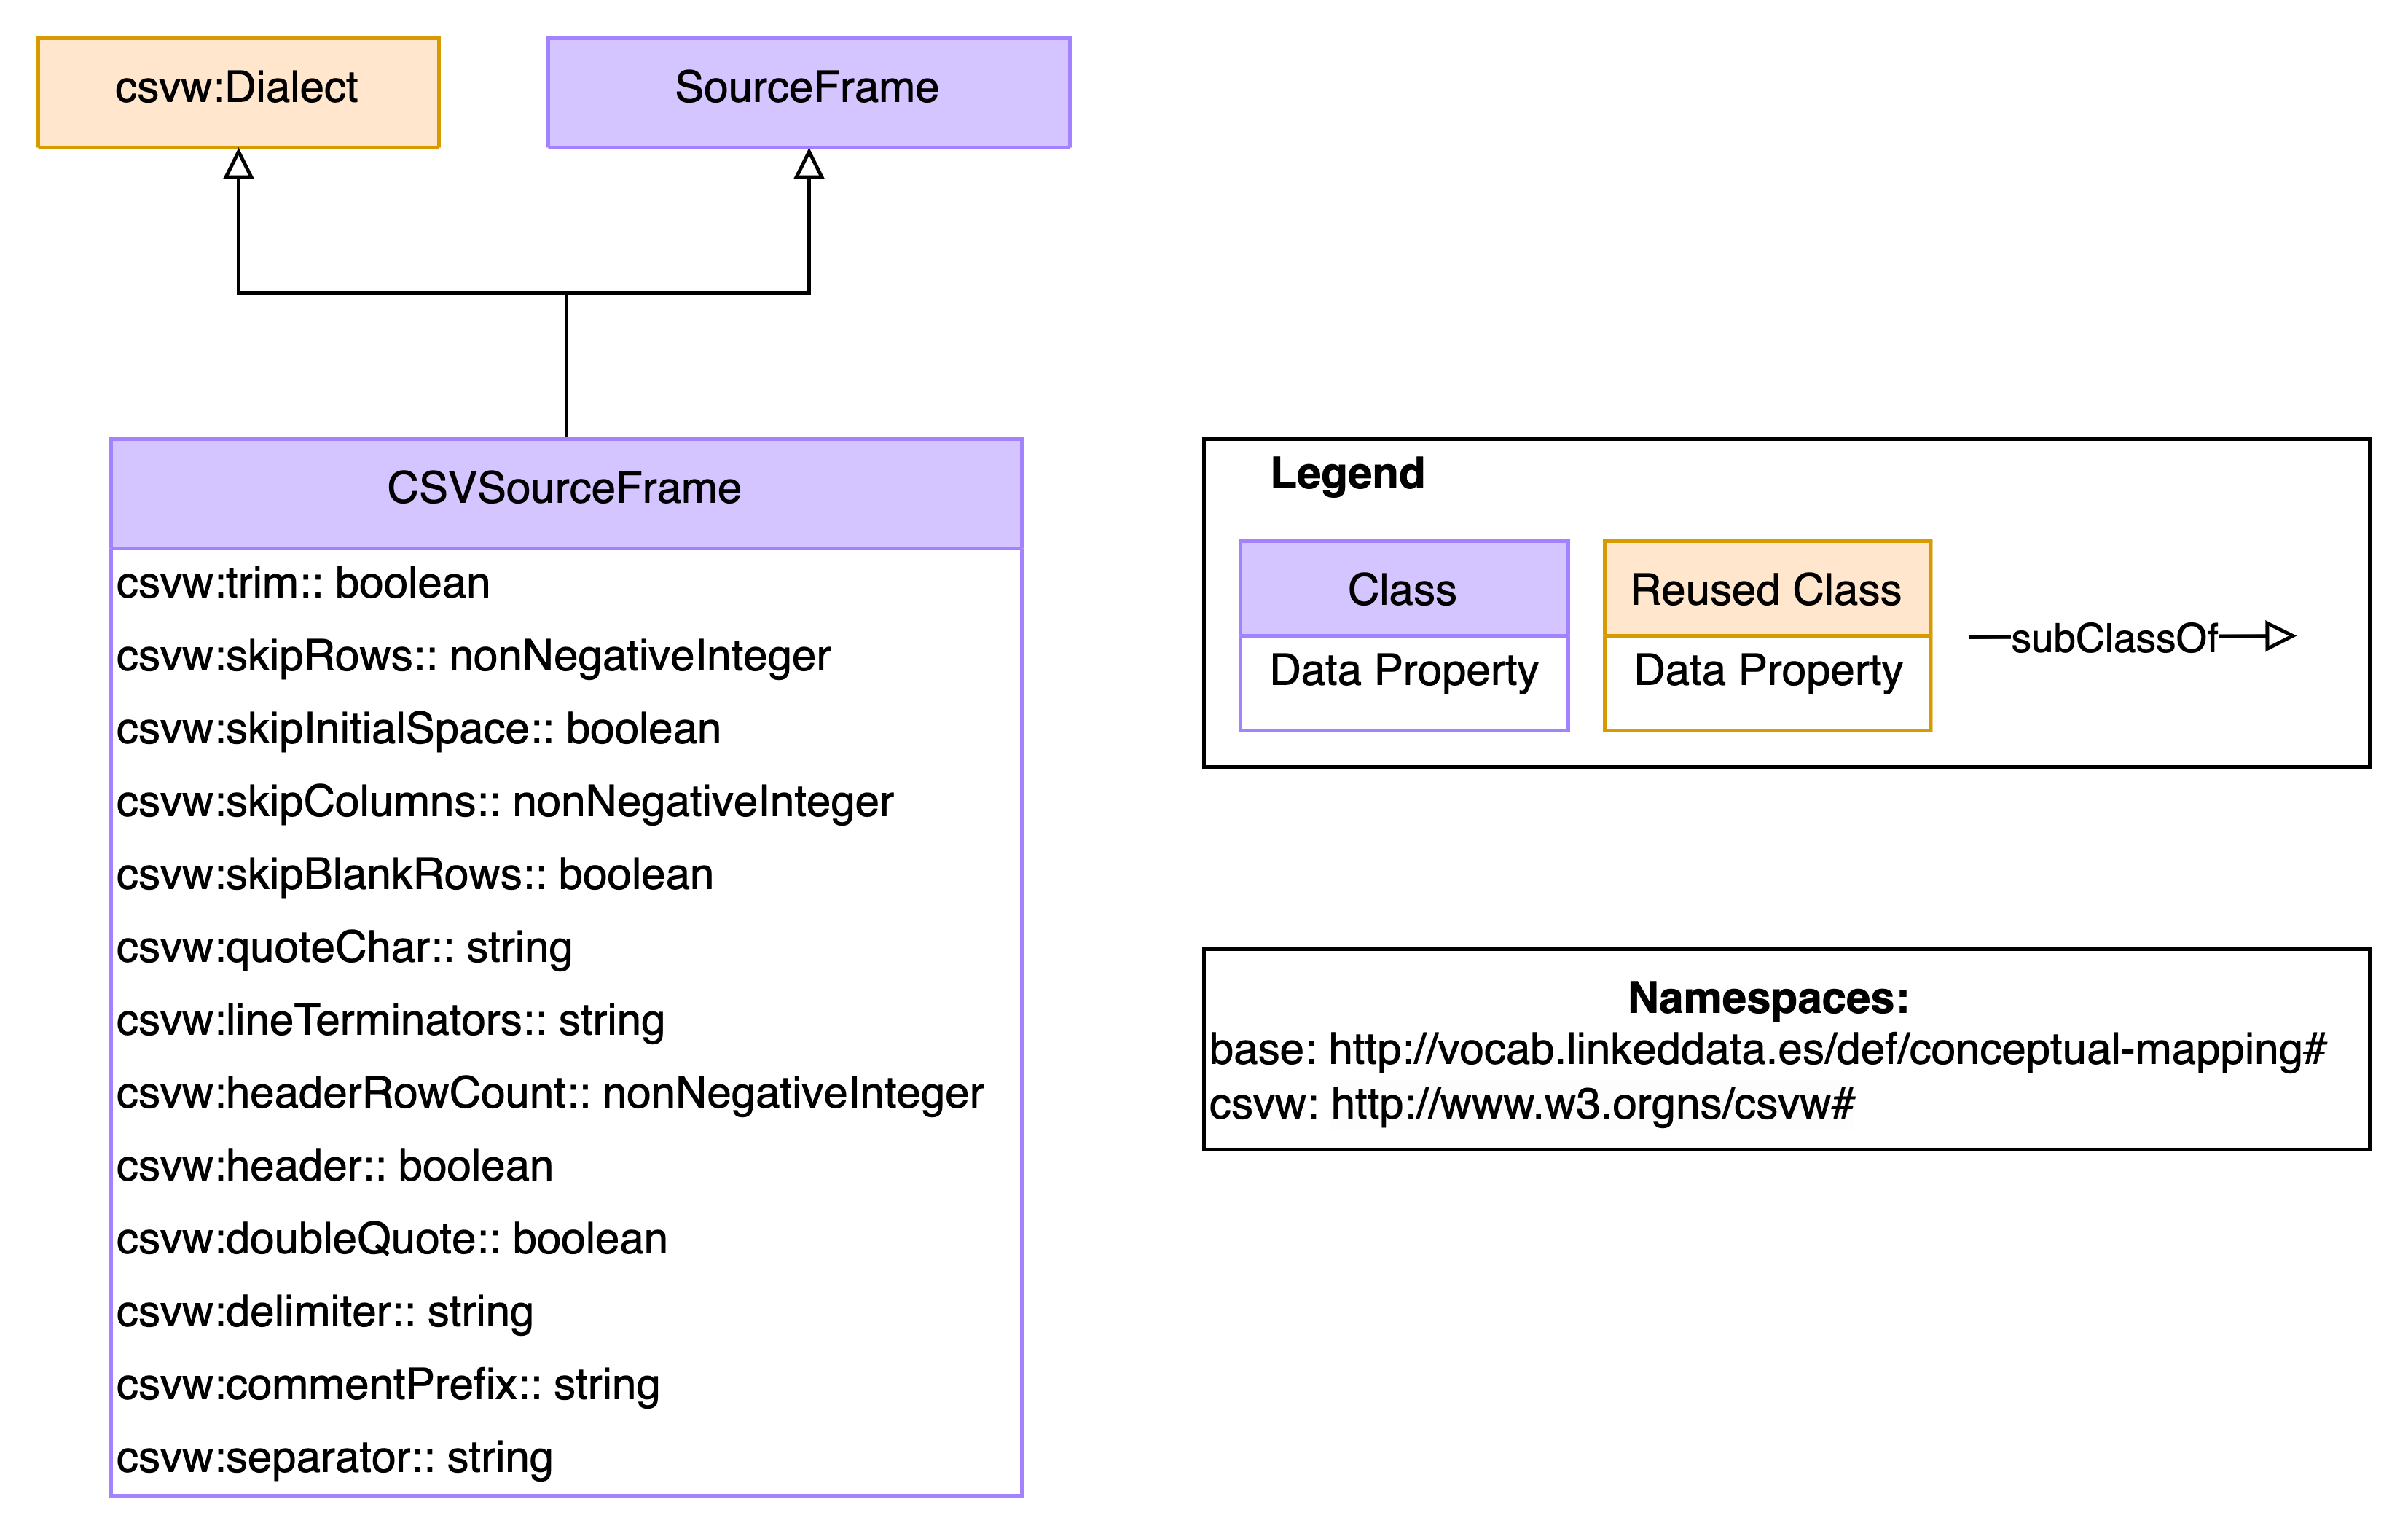 csvw:Dialect
SourceFrame
CSVSourceFrame
csvw:trim:: boolean
csvw:skipRows:: nonNegativeInteger
csvw:skipInitialSpace:: boolean
csvw:skipColumns:: nonNegativeInteger
csvw:skipBlankRows:: boolean
csvw:quoteChar:: string
csvw:lineTerminators:: string
csvw:headerRowCount:: nonNegativeInteger
csvw:header:: boolean
csvw:doubleQuote:: boolean
csvw:delimiter:: string
csvw:commentPrefix:: string
csvw:separator:: string
Legend
Class
Data Property
Reused Class
Data Property
subClassOf
Namespaces:
base: http://vocab.linkeddata.es/def/conceptual-mapping#
csvw: http://www.w3.orgns/csvw#